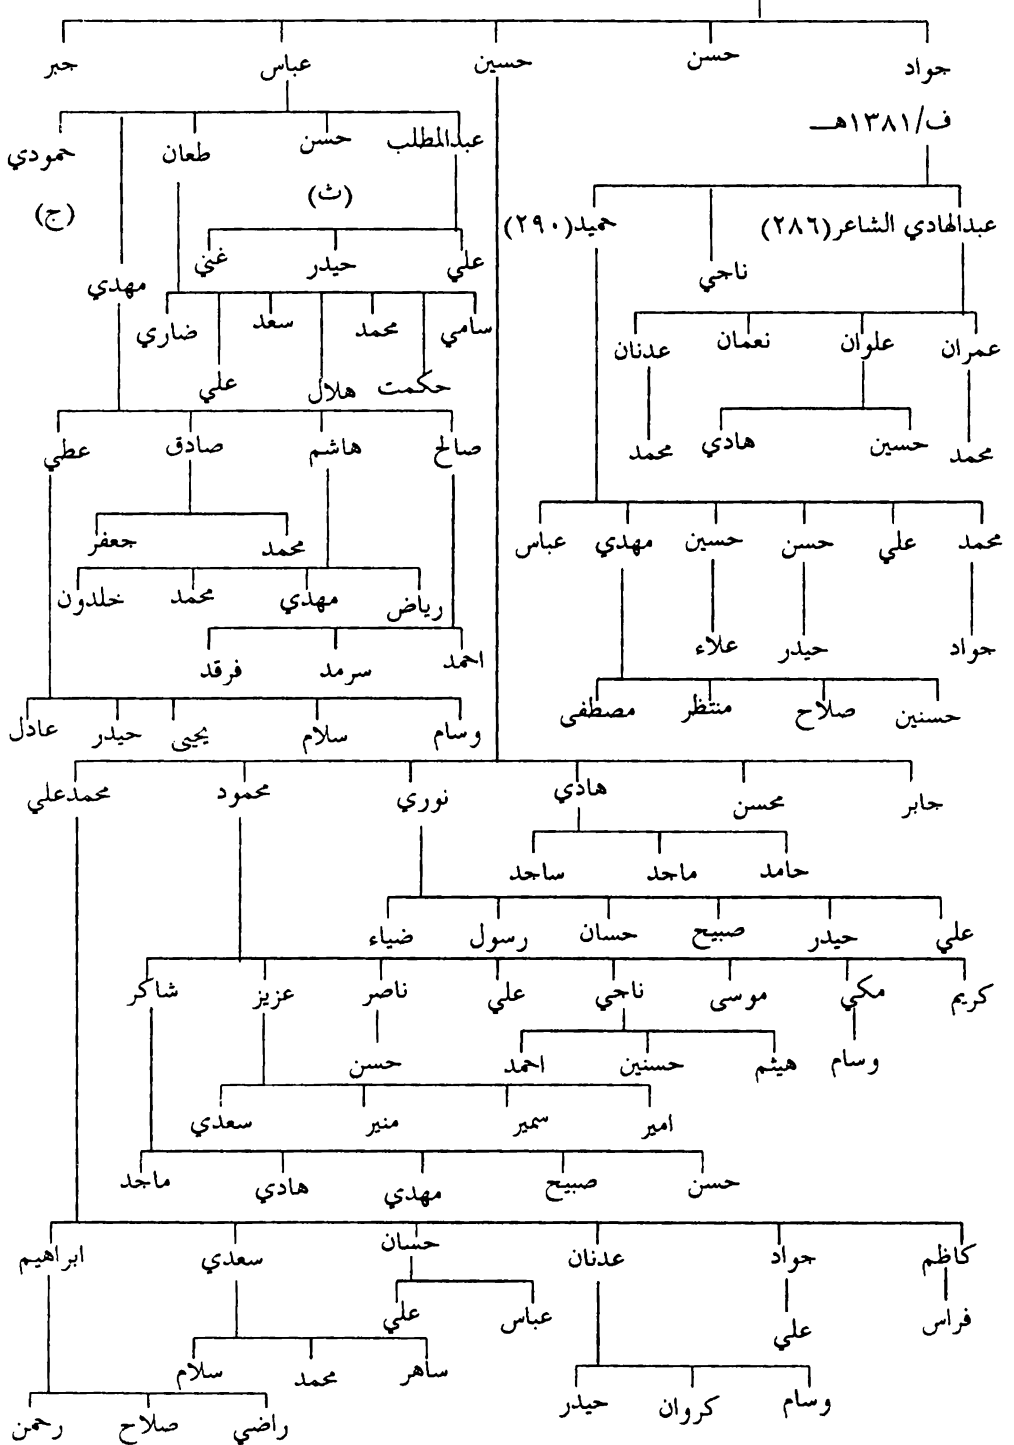 جواد حسن حسين عباس جبر
ف/١٣٨١هـ
عبدالمطلب حسن طعان حمودي
(ث) (ج)
عبدالهادي الشاعر(٢٨٦) ناجي حميد(٢٩٠)
علي حيدر غني
مهدي
سامي حكمت محمد هلال سعد علي ضاري
عمران علوان نعمان عدنان
محمد حسين هادي محمد
صالح هاشم صادق عطي
محمد علي حسن حسين مهدي عباس
محمد جعفر
رياض مهدي محمد خلدون
جواد حيدر علاء
احمد سرمد فرقد
حسنين صلاح منتظر مصطفى
وسام سلام يحيى حيدر عادل
جابر محسن هادي نوري محمود محمدعلي
حامد ماجد ساجد
علي حيدر صبيح حسان رسول ضياء
كريم مكي موسى ناجي علي ناصر عزيز شاكر
وسام هيثم حسنين احمد حسن
امير سمير منير سعدي
حسن صبيح مهدي هادي ماجد
كاظم جواد عدنان حسان سعدي ابراهيم
فراس علي عباس علي
ساهر محمد سلام
وسام كروان حيدر
راضي صلاح رحمن